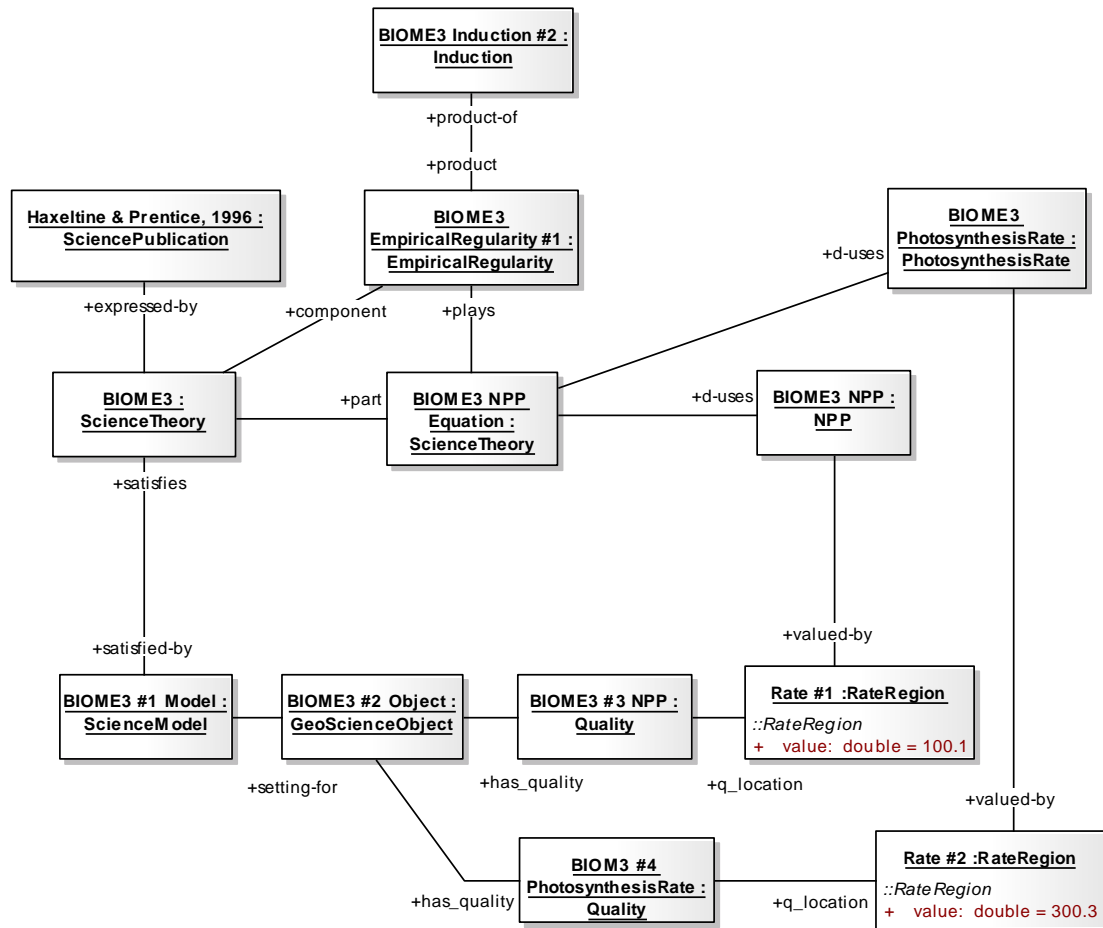 BIOME3 Induction #2 :
Induction
+product-of
+product
Haxeltine & Prentice, 1996 :
SciencePublication
BIOME3
EmpiricalRegularity #1 :
EmpiricalRegularity
BIOME3
PhotosynthesisRate :
PhotosynthesisRate
+d-uses
+expressed-by
+component
+plays
BIOME3 :
ScienceTheory
+part
BIOME3 NPP
Equation :
ScienceTheory
+d-uses
BIOME3 NPP :
NPP
+satisfies
+satisfied-by
+valued-by
BIOME3 #1 Model :
ScienceModel
BIOME3 #2 Object :
GeoScienceObject
BIOME3 #3 NPP :
Quality
Rate #1 :RateRegion
::RateRegion
+ value: double = 100.1
+setting-for
+has_quality
+q_location
+valued-by
BIOM3 #4
PhotosynthesisRate :
Quality
+has_quality
+q_location
Rate #2 :RateRegion
::RateRegion
+ value: double = 300.3